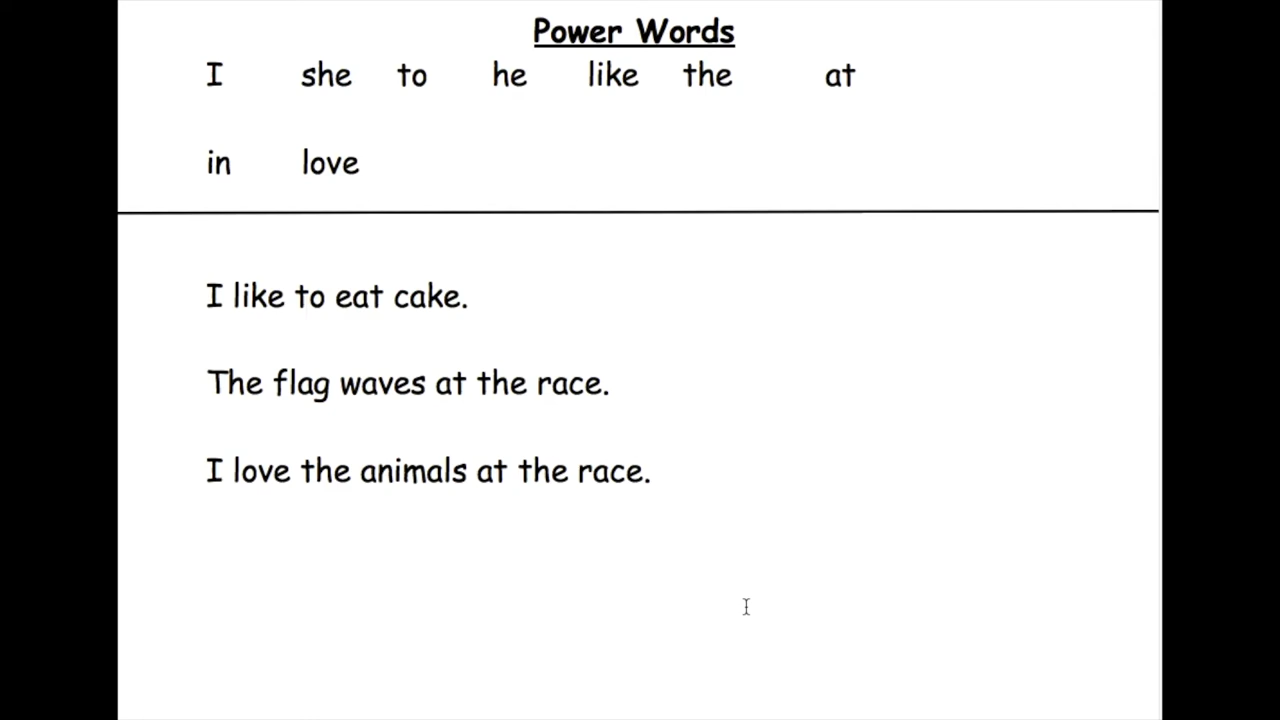 Power Words
I she to he like the at
in love
I like to eat cake.
The flag waves at the race.
I love the animals at the race.